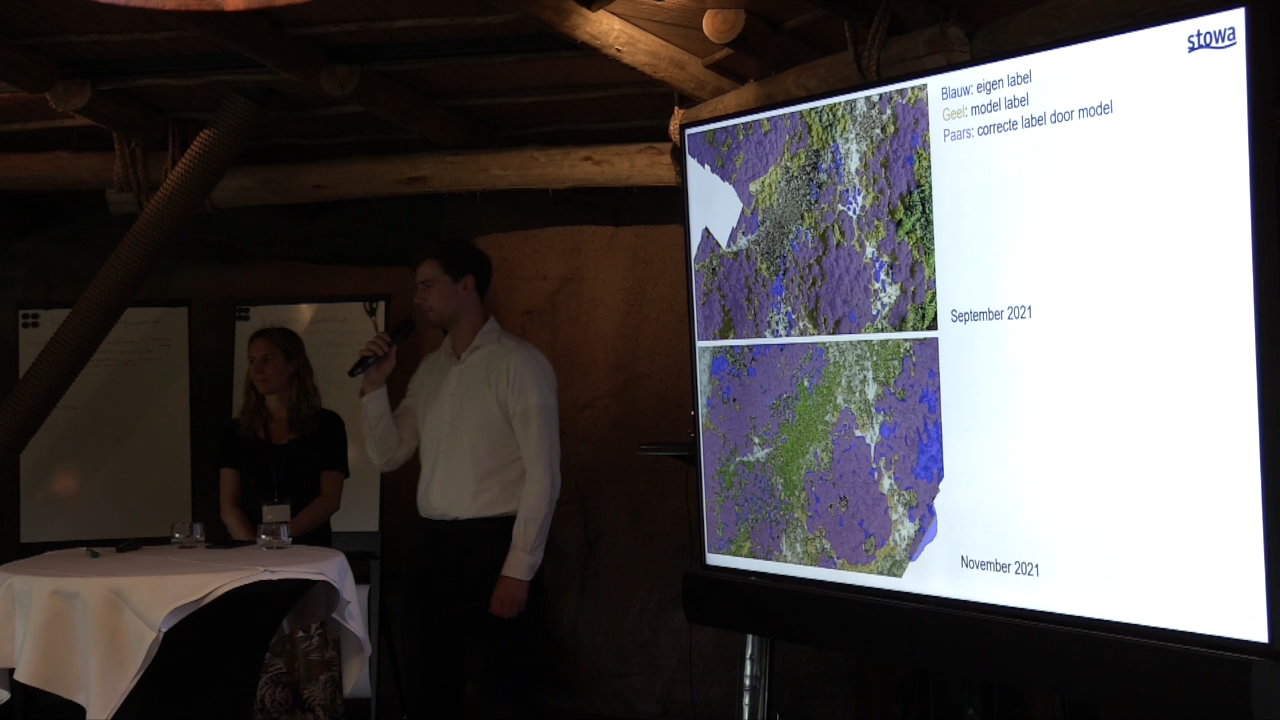 stowa
Blauw: eigen label
Geel: model label
Paars: correcte label door model
September 2021
November 2021